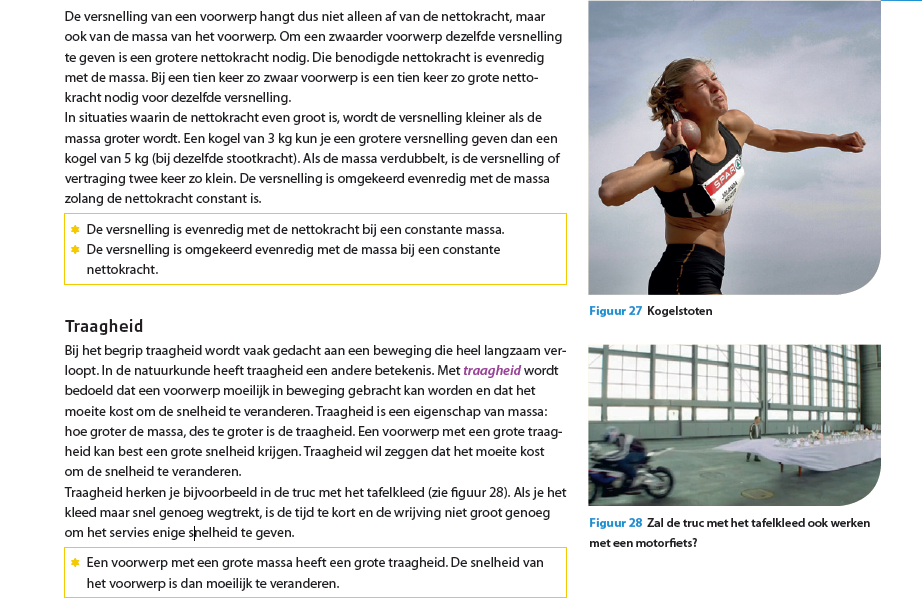 De versnelling van een voorwerp hangt dus niet alleen af van de nettokracht, maar
ook van de massa van het voorwerp. Om een zwaarder voorwerp dezelfde versnelling
te geven is een grotere nettokracht nodig. Die benodigde nettokracht is evenredig
met de massa. Bij een tien keer zo zwaar voorwerp is een tien keer zo grote netto-
kracht nodig voor dezelfde versnelling.
In situaties waarin de nettokracht even groot is, wordt de versnelling kleiner als de
massa groter wordt. Een kogel van 3 kg kun je een grotere versnelling geven dan een
kogel van 5 kg (bij dezelfde stootkracht). Als de massa verdubbelt, is de versnelling of
vertraging twee keer zo klein. De versnelling is omgekeerd evenredig met de massa
zolang de nettokracht constant is.
De versnelling is evenredig met de nettokracht bij een constante massa.
De versnelling is omgekeerd evenredig met de massa bij een constante
nettokracht.
Traagheid
Bij het begrip traagheid wordt vaak gedacht aan een beweging die heel langzaam ver-
loopt. In de natuurkunde heeft traagheid een andere betekenis. Met traagheid wordt
bedoeld dat een voorwerp moeilijk in beweging gebracht kan worden en dat het
moeite kost om de snelheid te veranderen. Traagheid is een eigenschap van massa:
hoe groter de massa, des te groter is de traagheid. Een voorwerp met een grote traag-
heid kan best een grote snelheid krijgen. Traagheid wil zeggen dat het moeite kost
om de snelheid te veranderen.
Traagheid herken je bijvoorbeeld in de truc met het tafelkleed (zie figuur 28). Als je het
kleed maar snel genoeg wegtrekt, is de tijd te kort en de wrijving niet groot genoeg
om het servies enige snelheid te geven.
Een voorwerp met een grote massa heeft een grote traagheid. De snelheid van
het voorwerp is dan moeilijk te veranderen.
SPAR
Figuur 27 Kogelstoten
Figuur 28 Zal de truc met het tafelkleed ook werken
met een motorfiets?